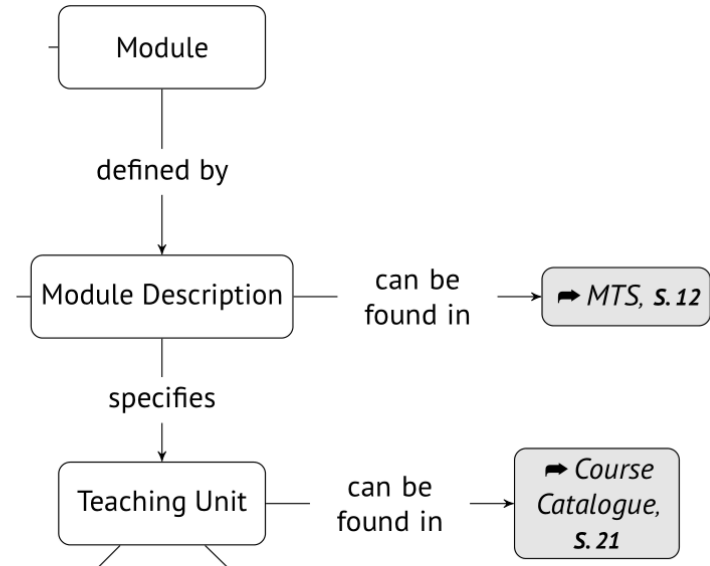 Module
defined by
Module Description
can be
found in
➦ MTS, S. 12
specifies
Teaching Unit
can be
found in
➦ Course
Catalogue,
S. 21